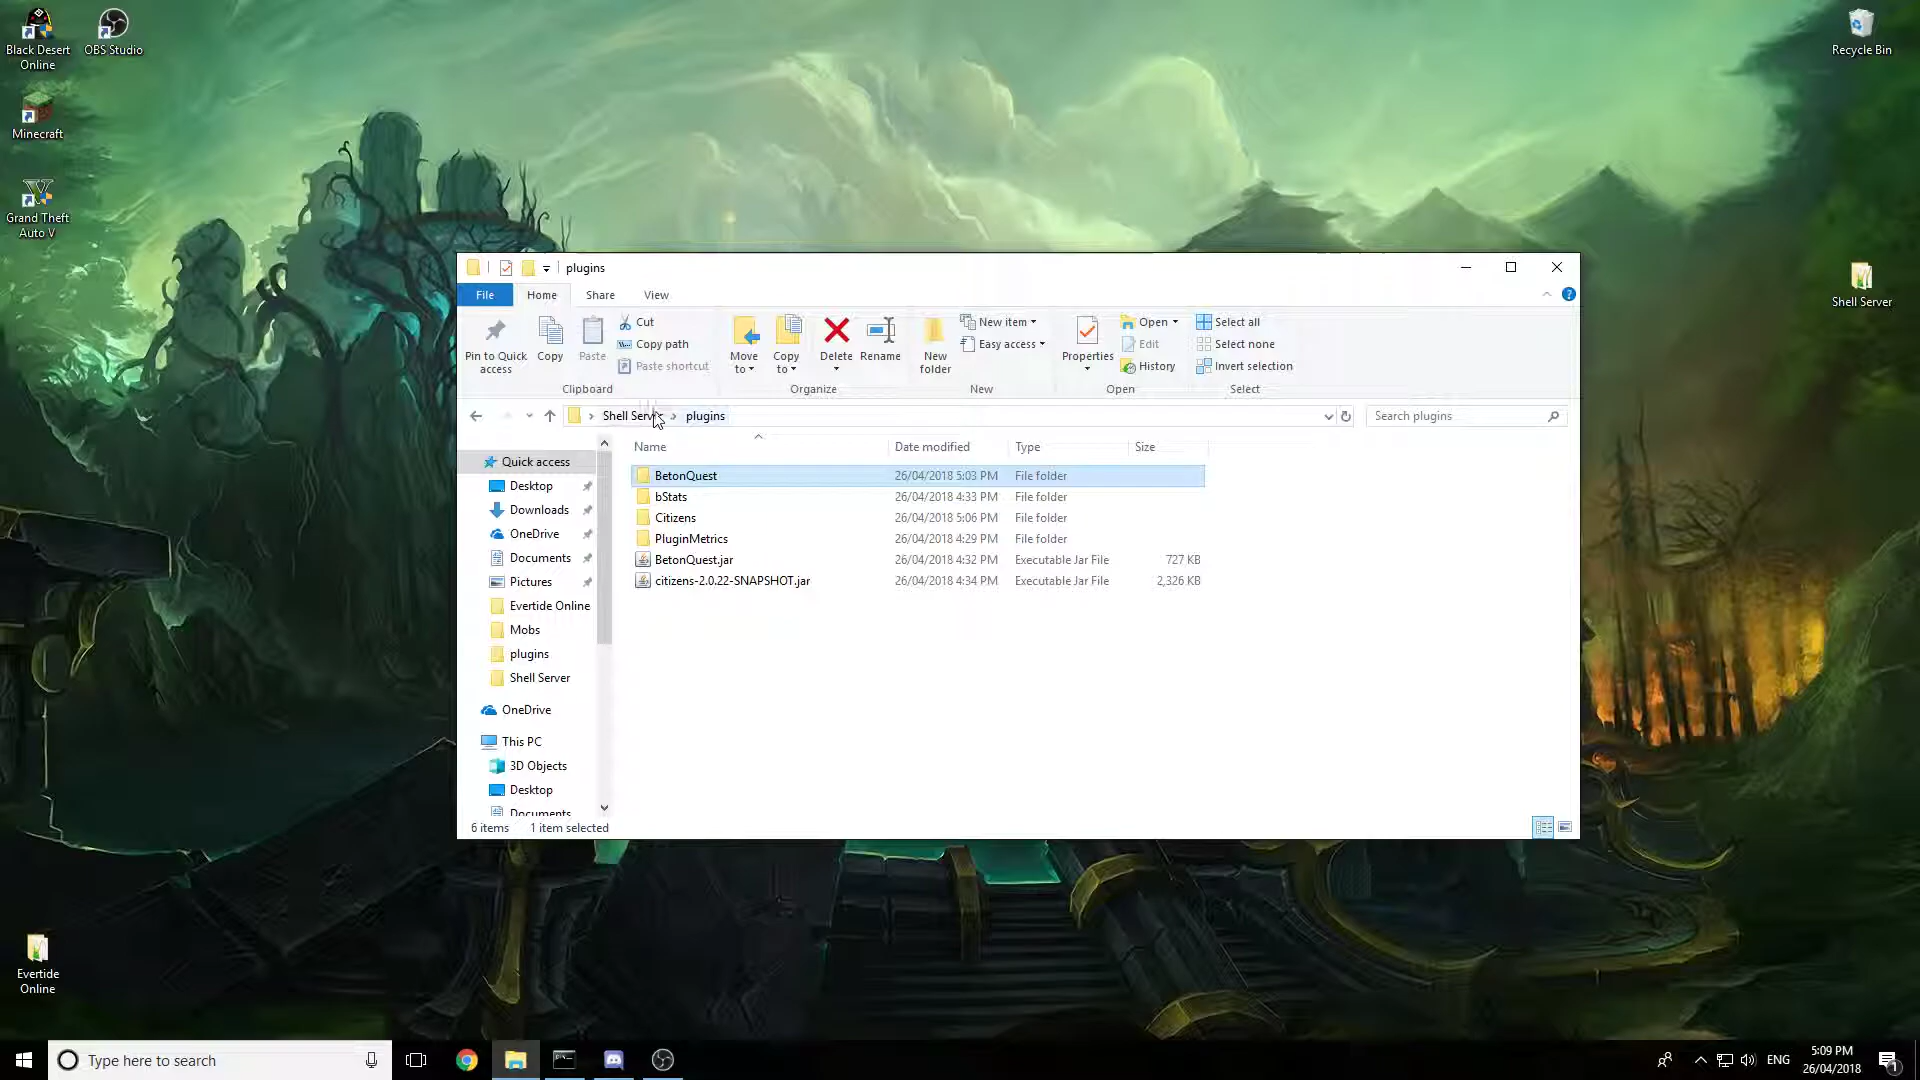 Black Desert
Online
OBS Studio
Recycle Bin
Minecraft
Grand Theft
Auto V
Shell Server
Evertide
Online
plugins
File
Home
Share
View
Pin to Quick
access
Copy
Paste
Cut
Copy path
Paste shortcut
Clipboard
Move
to
Copy
to
Delete
Rename
Organize
New
folder
New item
Easy access
New
Properties
Open
Edit
History
Open
Select all
Select none
Invert selection
Select
Shell Server > plugins
Search plugins
Name Date modified Type Size
BetonQuest 26/04/2018 5:03 PM File folder
bStats 26/04/2018 4:33 PM File folder
Citizens 26/04/2018 5:06 PM File folder
PluginMetrics 26/04/2018 4:29 PM File folder
BetonQuest.jar 26/04/2018 4:32 PM Executable Jar File 727 KB
citizens-2.0.22-SNAPSHOT.jar 26/04/2018 4:34 PM Executable Jar File 2,326 KB
Quick access
Desktop
Downloads
OneDrive
Documents
Pictures
Evertide Online
Mobs
plugins
Shell Server
OneDrive
This PC
3D Objects
Desktop
Documents
6 items 1 item selected
Type here to search
ENG
5:09 PM
26/04/2018
1